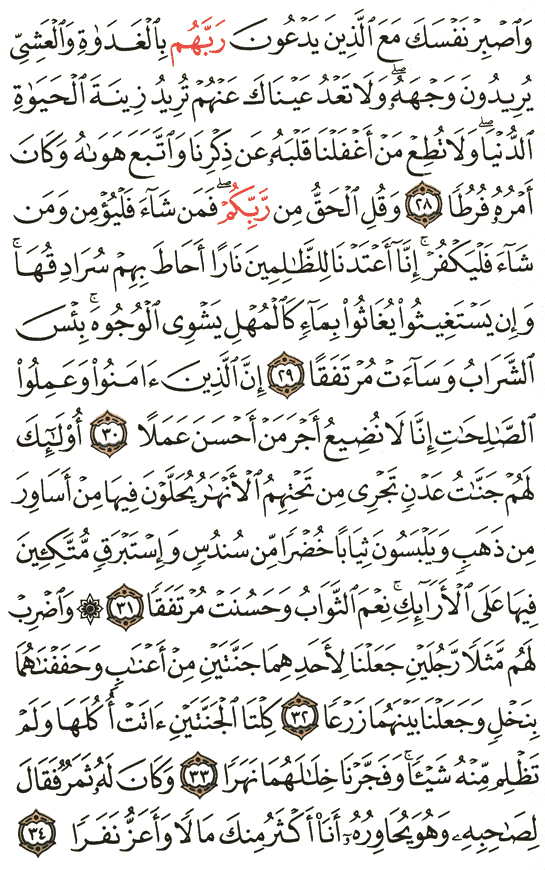 وَٱصۡبِرۡ نَفۡسَكَ مَعَ ٱلَّذِينَ يَدۡعُونَ رَبَّهُم بِٱلۡغَدَوٰةِ وَٱلۡعَشِيِّ
يُرِيدُونَ وَجۡهَهُۥۖ وَلَا تَعۡدُ عَيۡنَاكَ عَنۡهُمۡ تُرِيدُ زِينَةَ ٱلۡحَيَوٰةِ
ٱلدُّنۡيَاۖ وَلَا تُطِعۡ مَنۡ أَغۡفَلۡنَا قَلۡبَهُۥ عَن ذِكۡرِنَا وَٱتَّبَعَ هَوَىٰهُ وَكَانَ
أَمۡرُهُۥ فُرُطٗا ٢٨ وَقُلِ ٱلۡحَقُّ مِن رَّبِّكُمۡۖ فَمَن شَآءَ فَلۡيُؤۡمِن وَمَن
شَآءَ فَلۡيَكۡفُرۡۚ إِنَّآ أَعۡتَدۡنَا لِلظَّٰلِمِينَ نَارًا أَحَاطَ بِهِمۡ سُرَادِقُهَاۚ
وَإِن يَسۡتَغِيثُواْ يُغَاثُواْ بِمَآءٖ كَٱلۡمُهۡلِ يَشۡوِي ٱلۡوُجُوهَۚ بِئۡسَ
ٱلشَّرَابُ وَسَآءَتۡ مُرۡتَفَقًا ٢٩ إِنَّ ٱلَّذِينَ ءَامَنُواْ وَعَمِلُواْ
ٱلصَّٰلِحَٰتِ إِنَّا لَا نُضِيعُ أَجۡرَ مَنۡ أَحۡسَنَ عَمَلًا ٣٠ أُوْلَٰٓئِكَ
لَهُمۡ جَنَّٰتُ عَدۡنٖ تَجۡرِي مِن تَحۡتِهِمُ ٱلۡأَنۡهَٰرُ يُحَلَّوۡنَ فِيهَا مِنۡ أَسَاوِرَ
مِن ذَهَبٖ وَيَلۡبَسُونَ ثِيَابًا خُضۡرٗا مِّن سُندُسٖ وَإِسۡتَبۡرَقٖ مُّتَّكِـِٔينَ
فِيهَا عَلَى ٱلۡأَرَآئِكِۚ نِعۡمَ ٱلثَّوَابُ وَحَسُنَتۡ مُرۡتَفَقٗا ٣١ ۞ وَٱضۡرِبۡ
لَهُم مَّثَلٗا رَّجُلَيۡنِ جَعَلۡنَا لِأَحَدِهِمَا جَنَّتَيۡنِ مِنۡ أَعۡنَٰبٖ وَحَفَفۡنَٰهُمَا
بِنَخۡلٖ وَجَعَلۡنَا بَيۡنَهُمَا زَرۡعٗا ٣٢ كِلۡتَا ٱلۡجَنَّتَيۡنِ ءَاتَتۡ أُكُلَهَا وَلَمۡ
تَظۡلِم مِّنۡهُ شَيۡـٔٗاۚ وَفَجَّرۡنَا خِلَٰلَهُمَا نَهَرٗا ٣٣ وَكَانَ لَهُۥ ثَمَرٞ فَقَالَ
لِصَٰحِبِهِۦ وَهُوَ يُحَاوِرُهُۥٓ أَنَا۠ أَكۡثَرُ مِنكَ مَالٗا وَأَعَزُّ نَفَرٗا ٣٤